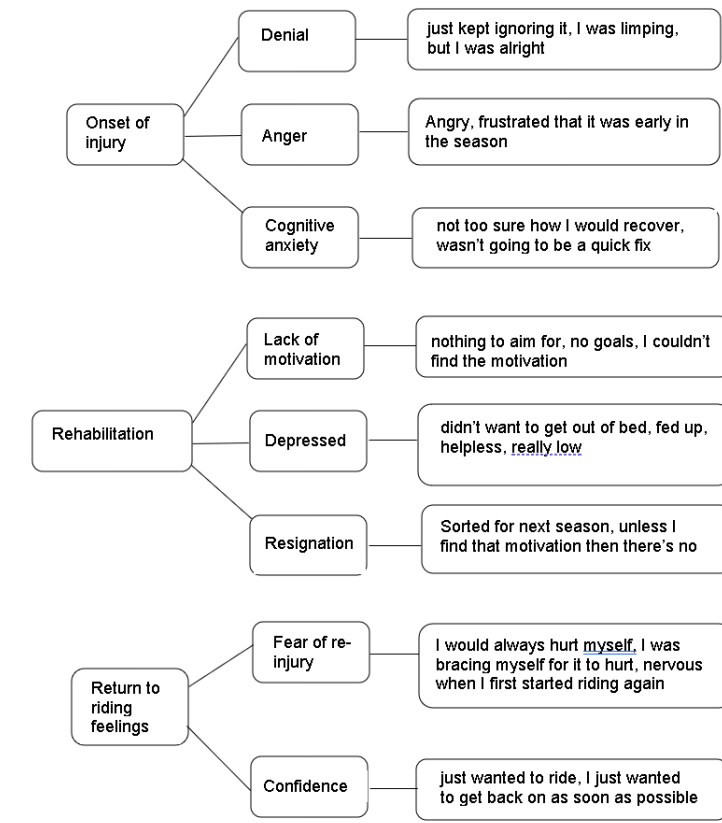 Denial
just kept ignoring it, I was limping,
but I was alright
Onset of
injury
Anger
Angry, frustrated that it was early in
the season
Cognitive
anxiety
not too sure how I would recover,
wasn't going to be a quick fix
Lack of
motivation
nothing to aim for, no goals, I couldn't
find the motivation
Rehabilitation
Depressed
didn't want to get out of bed, fed up,
helpless, really low
Resignation
Sorted for next season, unless I
find that motivation then there's no
Fear of re-
injury
I would always hurt myself, I was
bracing myself for it to hurt, nervous
when I first started riding again
Return to
riding
feelings
Confidence
just wanted to ride, I just wanted
to get back on as soon as possible